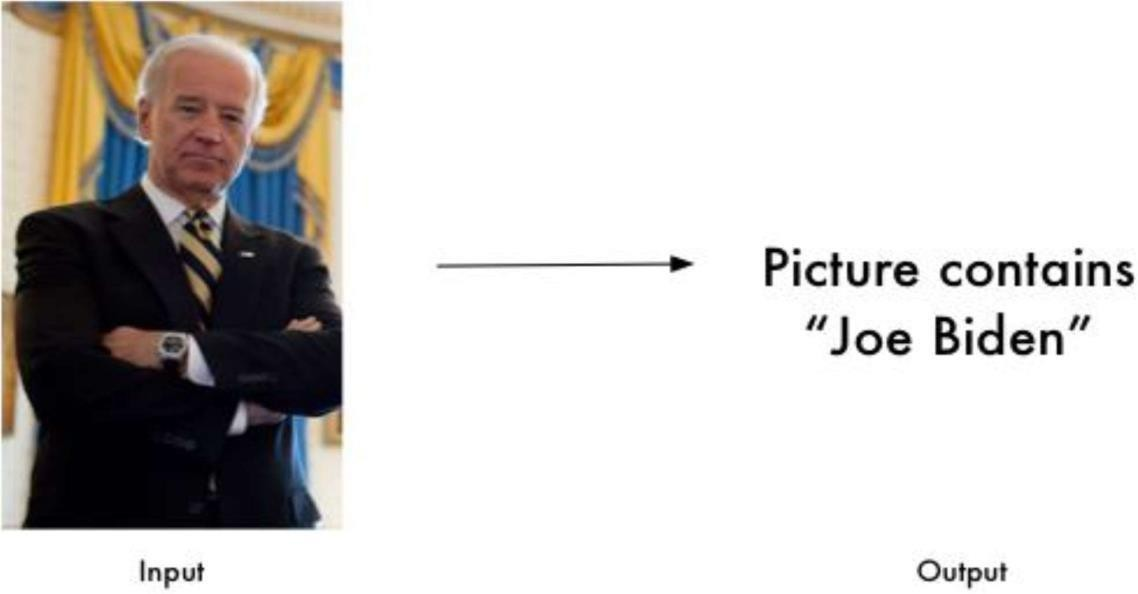 Picture contains
“Joe Biden”
Input
Output